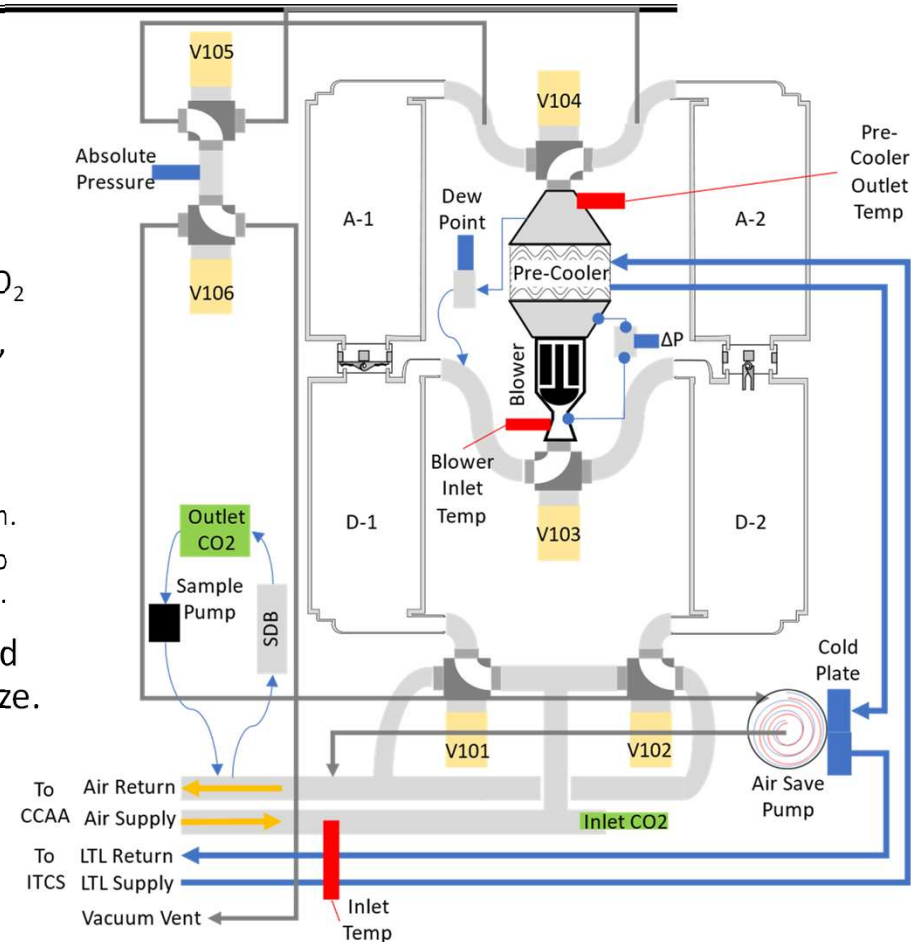 V105
V104
Absolute
Pressure
Pre-
Cooler
Outlet
Temp
Dew
Point
A-1
A-2
Pre-Cooler
O2
V106
,
ΔP
Blower
Blower
Inlet
Temp
V103
D-1
D-2
Outlet
CO2
.
Sample
Pump
SDB
d
ze.
Cold
Plate
V101
V102
Air Save
Pump
To
CCAA
Air Return
Air Supply
Inlet CO2
To
ITCS
LTL Return
LTL Supply
Vacuum Vent
Inlet
Temp